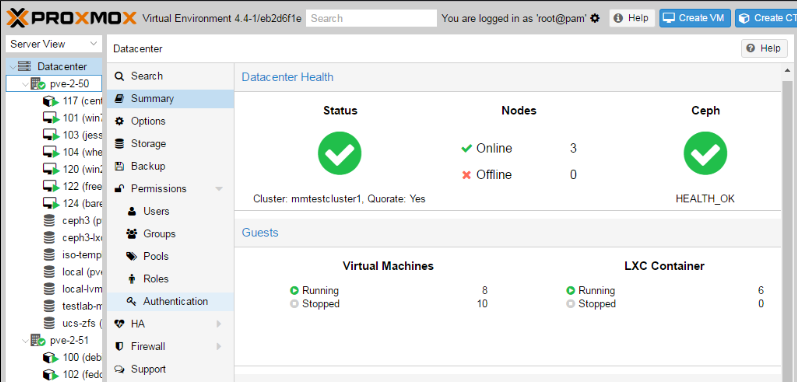 PROXMOX Virtual Environment 4.4-1/eb2d6f1e Search You are logged in as 'root@pam' Help Create VM Create CT
Server View
Datacenter
Help
Datacenter
pve-2-50
117 (cent
101 (win7
103 (jess
104 (whe
120 (win2
122 (free
124 (bare
ceph3 (p
ceph3-lxc
iso-temp
local (pve
local-lvm
testlab-m
ucs-zfs (
pve-2-51
100 (deb
102 (fedo
Search
Summary
Options
Storage
Backup
Permissions
Users
Groups
Pools
Roles
Authentication
HA
Firewall
Support
Datacenter Health
Status Nodes Ceph
Online 3
Offline 0
Cluster: mmtestcluster1, Quorate: Yes HEALTH_OK
Guests
Virtual Machines LXC Container
Running 8 Running 6
Stopped 10 Stopped 0